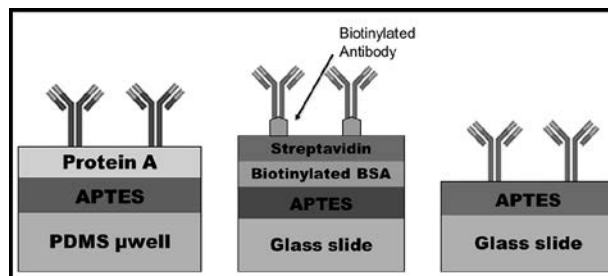 Biotinylated
Antibody
Protein A
APTES
PDMS µwell
Streptavidin
Biotinylated BSA
APTES
Glass slide
APTES
Glass slide